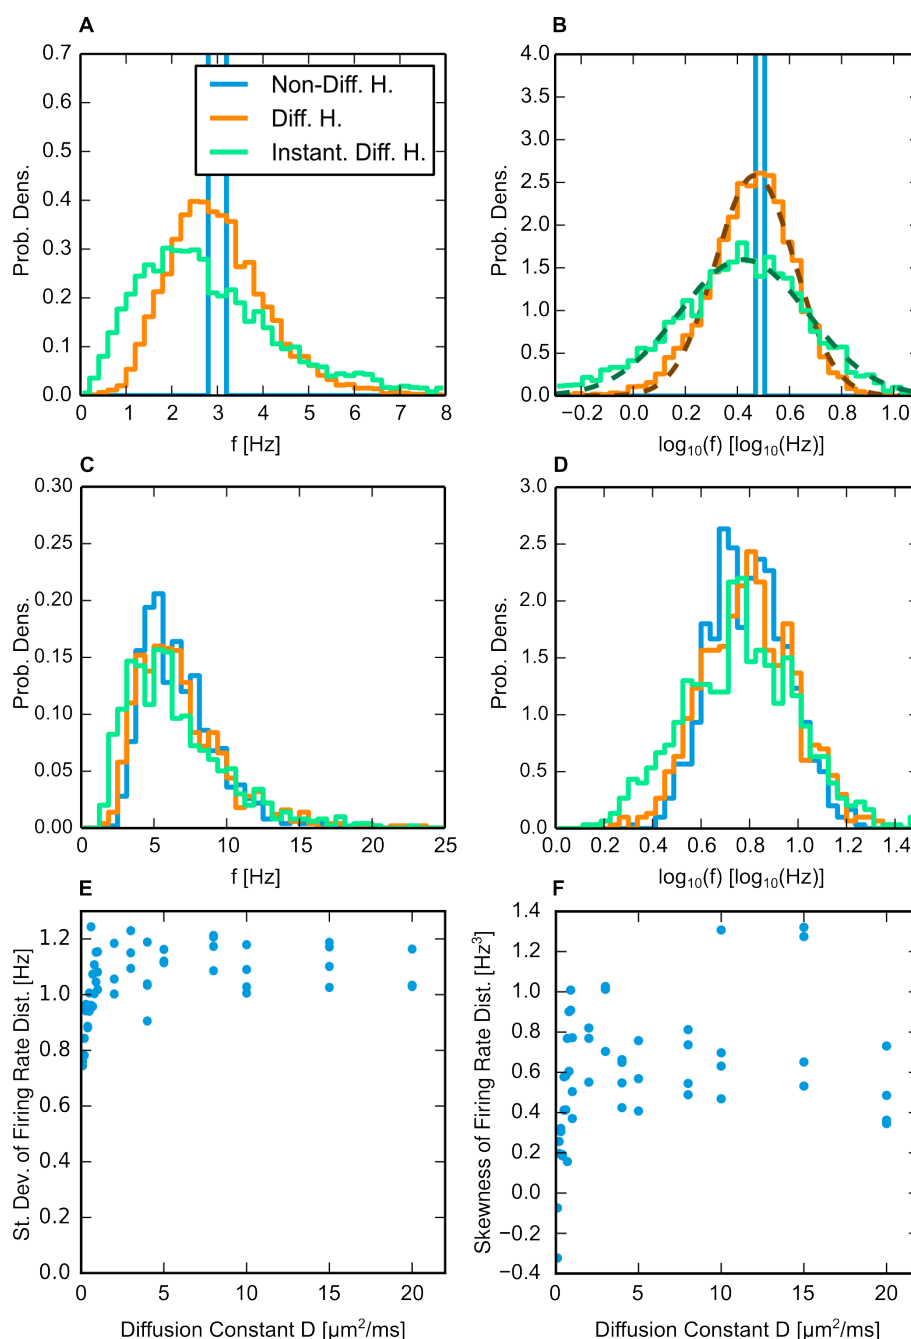 A
0.7
0.6
0.5
0.4
0.3
0.2
0.1
0.0
Prob. Dens.
Non-Diff. H.
Diff. H.
Instant. Diff. H.
0 1 2 3 4 5 6 7 8
f [Hz]
B
4.0
3.5
3.0
2.5
2.0
1.5
1.0
0.5
0.0
Prob. Dens.
−0.2 0.0 0.2 0.4 0.6 0.8 1.0
log₁₀(f) [log₁₀(Hz)]
C
0.30
0.25
0.20
0.15
0.10
0.05
0.00
Prob. Dens.
0 5 10 15 20 25
f [Hz]
D
3.0
2.5
2.0
1.5
1.0
0.5
0.0
Prob. Dens.
0.0 0.2 0.4 0.6 0.8 1.0 1.2 1.4
log₁₀(f) [log₁₀(Hz)]
E
1.2
1.0
0.8
0.6
0.4
0.2
0.0
St. Dev. of Firing Rate Dist. [Hz]
0 5 10 15 20
Diffusion Constant D [µm²/ms]
F
1.4
1.2
1.0
0.8
0.6
0.4
0.2
0.0
−0.2
−0.4
Skewness of Firing Rate Dist. [Hz³]
0 5 10 15 20
Diffusion Constant D [µm²/ms]